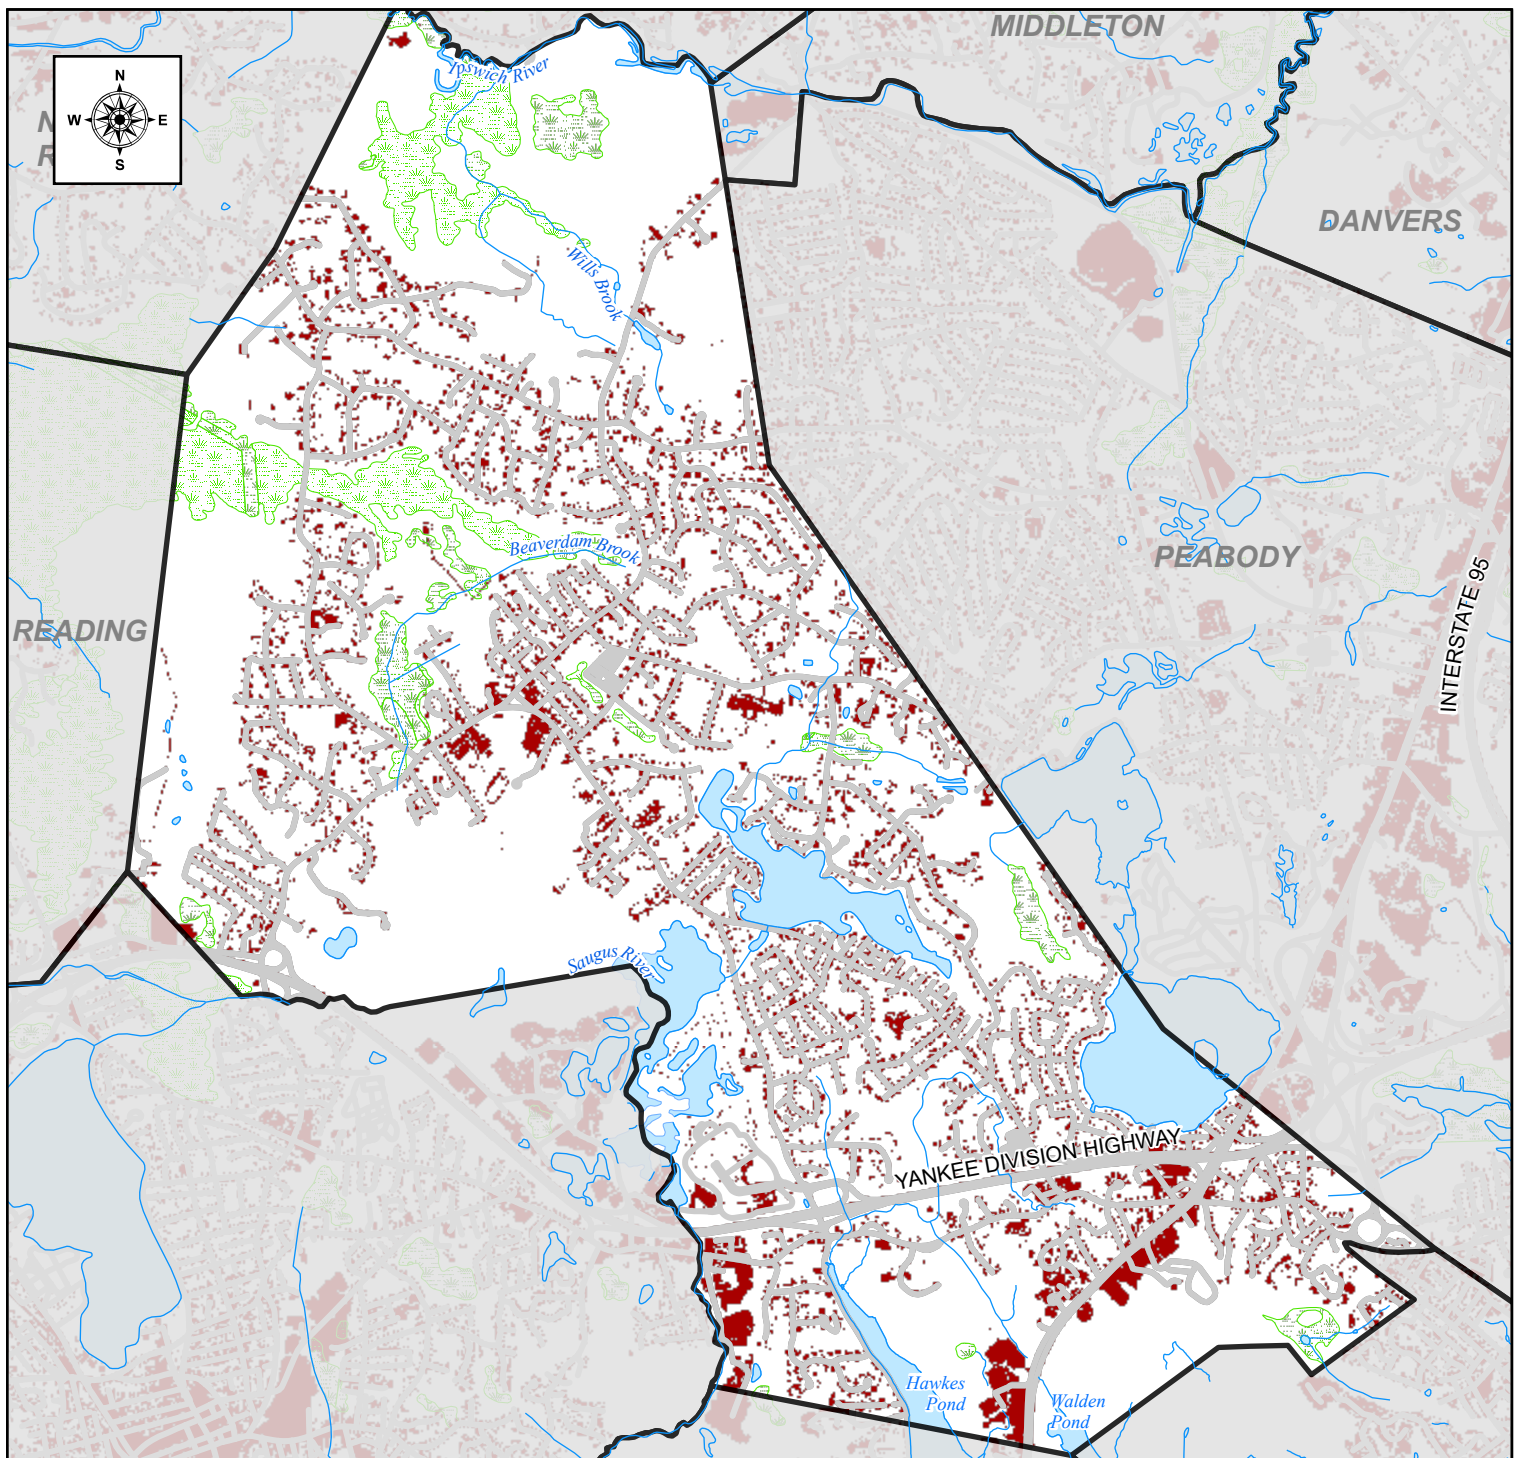 MIDDLETON
Ipswich River
N
W
E
S
N
R
DANVERS
Wills Brook
Beaverdam Brook
PEABODY
INTERSTATE 95
READING
Saugus River
YANKEE DIVISION HIGHWAY
Hawkes
Pond
Walden
Pond